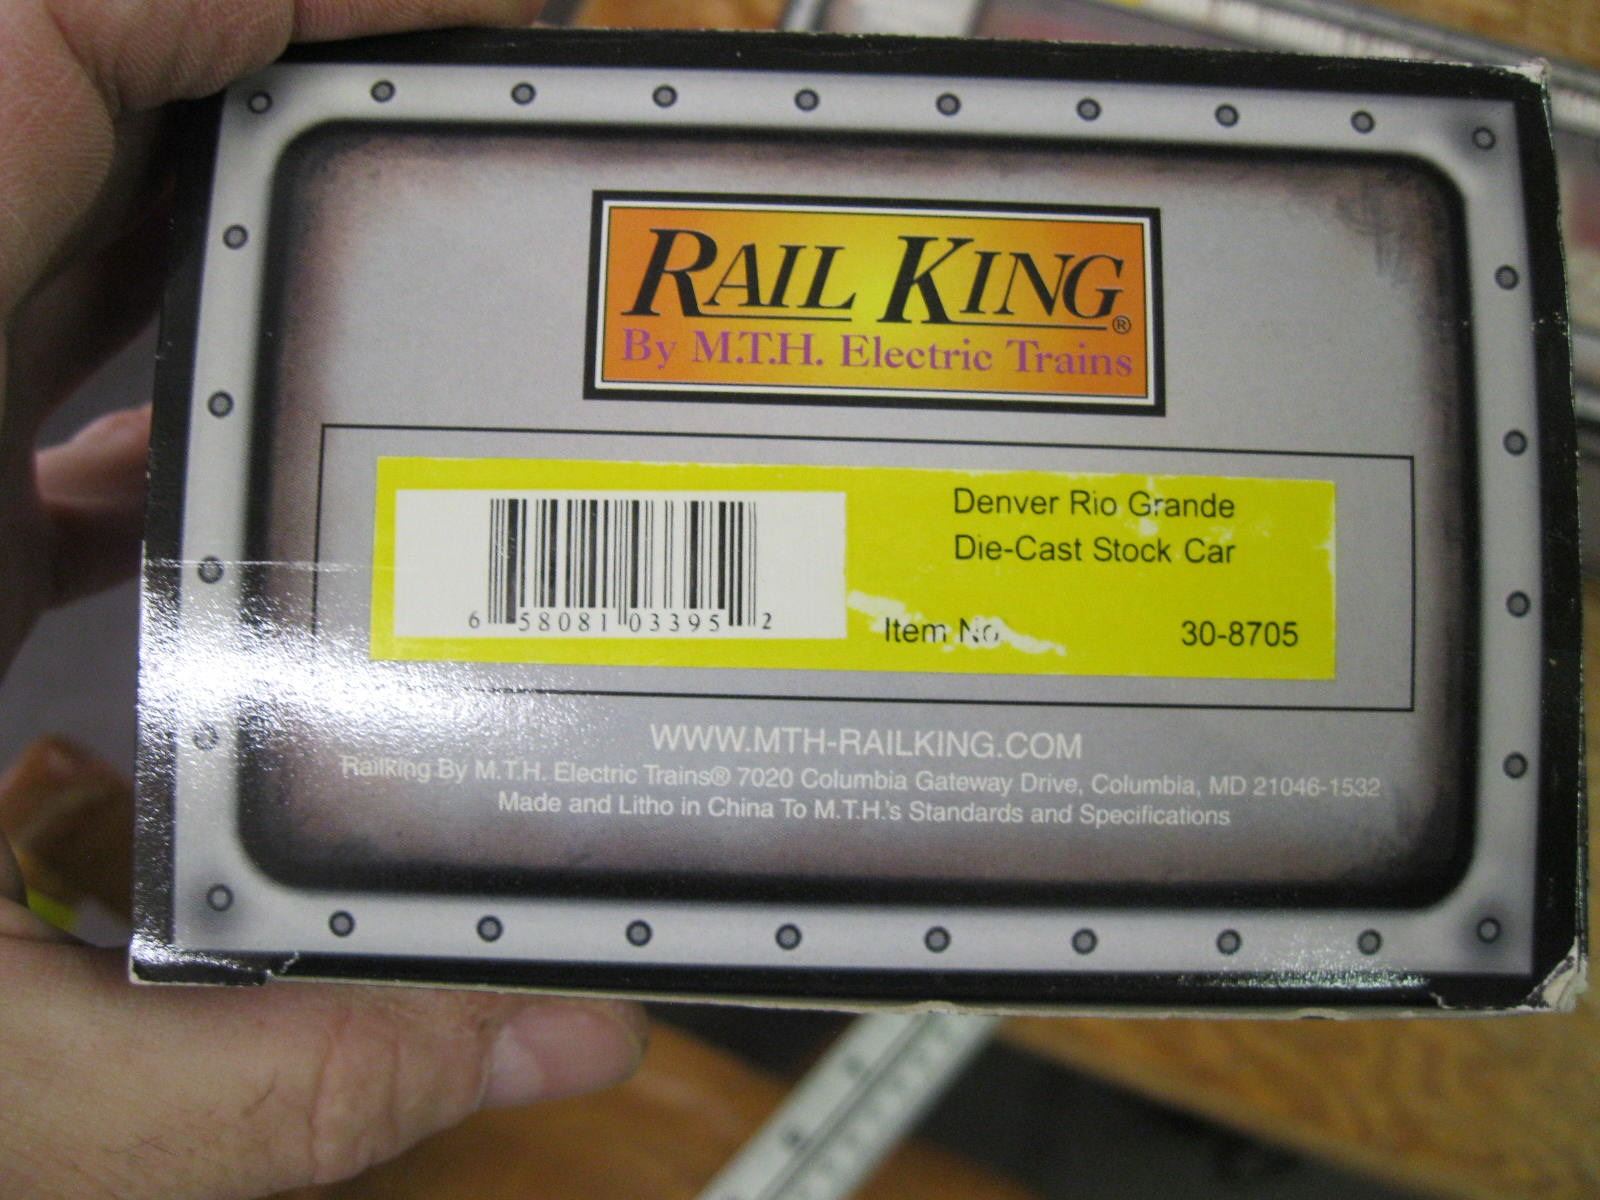 RAIL KING®
By M.T.H. Electric Trains
Denver Rio Grande
Die-Cast Stock Car
Item No 30-8705
6 58081 03395 2
WWW.MTH-RAILKING.COM
Railking By M.T.H. Electric Trains® 7020 Columbia Gateway Drive, Columbia, MD 21046-1532
Made and Litho in China To M.T.H.'s Standards and Specifications